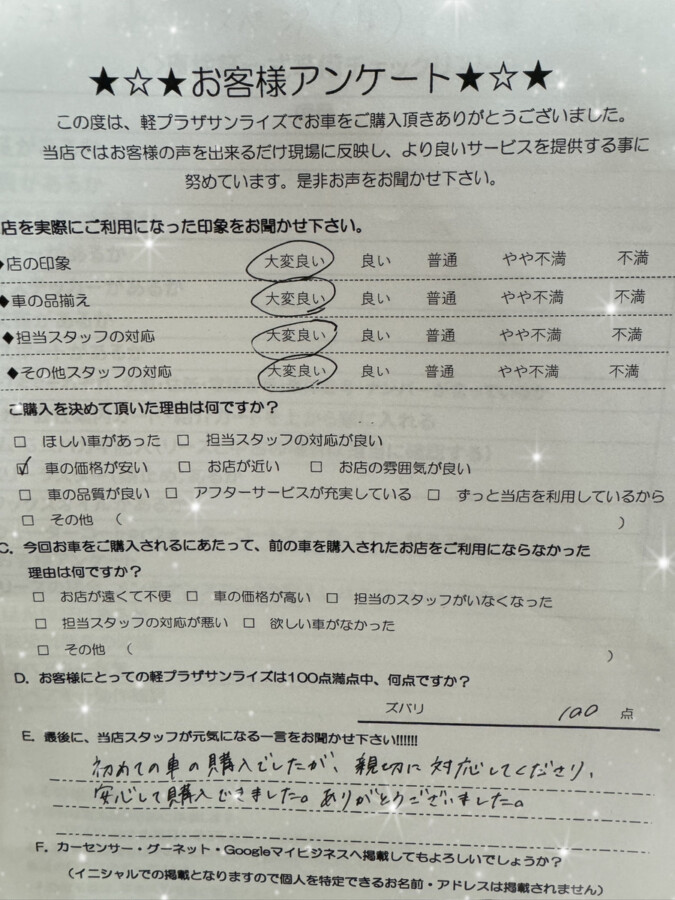 ★☆★お客様アンケート★☆★
この度は、軽プラザサンライズでお車をご購入頂きありがとうございました。
当店ではお客様の声を出来るだけ現場に反映し、より良いサービスを提供する事に
努めています。是非お声をお聞かせ下さい。
店を実際にご利用になった印象をお聞かせ下さい。
◆店の印象 大変良い 良い 普通 やや不満 不満
◆車の品揃え 大変良い 良い 普通 やや不満 不満
◆担当スタッフの対応 大変良い 良い 普通 やや不満 不満
◆その他スタッフの対応 大変良い 良い 普通 やや不満 不満
ご購入を決めて頂いた理由は何ですか？
□ ほしい車があった □ 担当スタッフの対応が良い
☑ 車の価格が安い □ お店が近い □ お店の雰囲気が良い
□ 車の品質が良い □ アフターサービスが充実している □ ずっと当店を利用しているから
□ その他 （ ）
C. 今回お車をご購入されるにあたって、前の車を購入されたお店をご利用にならなかった
理由は何ですか？
□ お店が遠くて不便 □ 車の価格が高い □ 担当のスタッフがいなくなった
□ 担当スタッフの対応が悪い □ 欲しい車がなかった
□ その他 （ ）
D. お客様にとっての軽プラザサンライズは100点満点中、何点ですか？
ズバリ 100 点
E. 最後に、当店スタッフが元気になる一言をお聞かせ下さい!!!!!!
初めての車の購入でしたが、親切に対応してくださり、
安心して購入できました。ありがとうございました。
F. カーセンサー・グーネット・Googleマイビジネスへ掲載してもよろしいでしょうか？
（イニシャルでの掲載となりますので個人を特定できるお名前・アドレスは掲載されません）